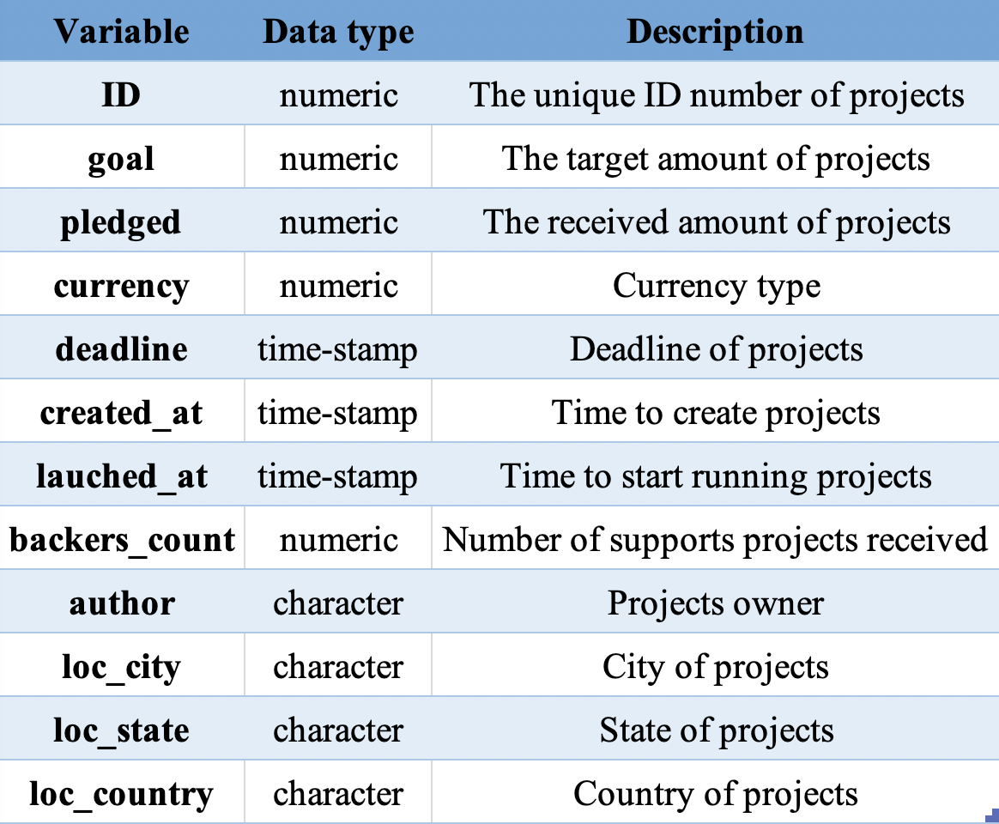 Variable Data type Description
ID numeric The unique ID number of projects
goal numeric The target amount of projects
pledged numeric The received amount of projects
currency numeric Currency type
deadline time-stamp Deadline of projects
created_at time-stamp Time to create projects
lauched_at time-stamp Time to start running projects
backers_count numeric Number of supports projects received
author character Projects owner
loc_city character City of projects
loc_state character State of projects
loc_country character Country of projects